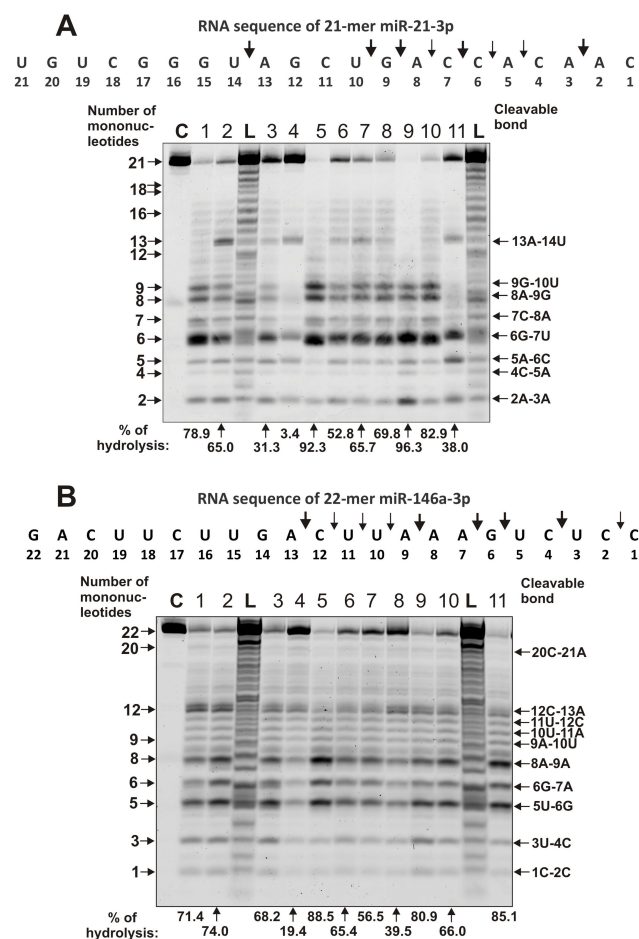 A
RNA sequence of 21-mer miR-21-3p
U G U C G G G U A G C U G A C C A C A A C
21 20 19 18 17 16 15 14 13 12 11 10 9 8 7 6 5 4 3 2 1
Number of mononuc-leotides
C 1 2 L 3 4 5 6 7 8 9 10 11 L
Cleavable bond
21
18
16
13
12
9
8
7
6
5
4
2
13A-14U
9G-10U
8A-9G
7C-8A
6G-7U
5A-6C
4C-5A
2A-3A
% of hydrolysis:
78.9 3.4 52.8 69.8 82.9
65.0 31.3 92.3 65.7 96.3 38.0
B
RNA sequence of 22-mer miR-146a-3p
G A C U U C U U G A C U U A A A G U C U C C
22 21 20 19 18 17 16 15 14 13 12 11 10 9 8 7 6 5 4 3 2 1
Number of mononuc-leotides
C 1 2 L 3 4 5 6 7 8 9 10 L 11
Cleavable bond
22
20
12
9
8
6
5
3
1
20C-21A
12C-13A
11U-12C
10U-11A
9A-10U
8A-9A
6G-7A
5U-6G
3U-4C
1C-2C
% of hydrolysis:
71.4 68.2 88.5 56.5 80.9 85.1
74.0 19.4 65.4 39.5 66.0